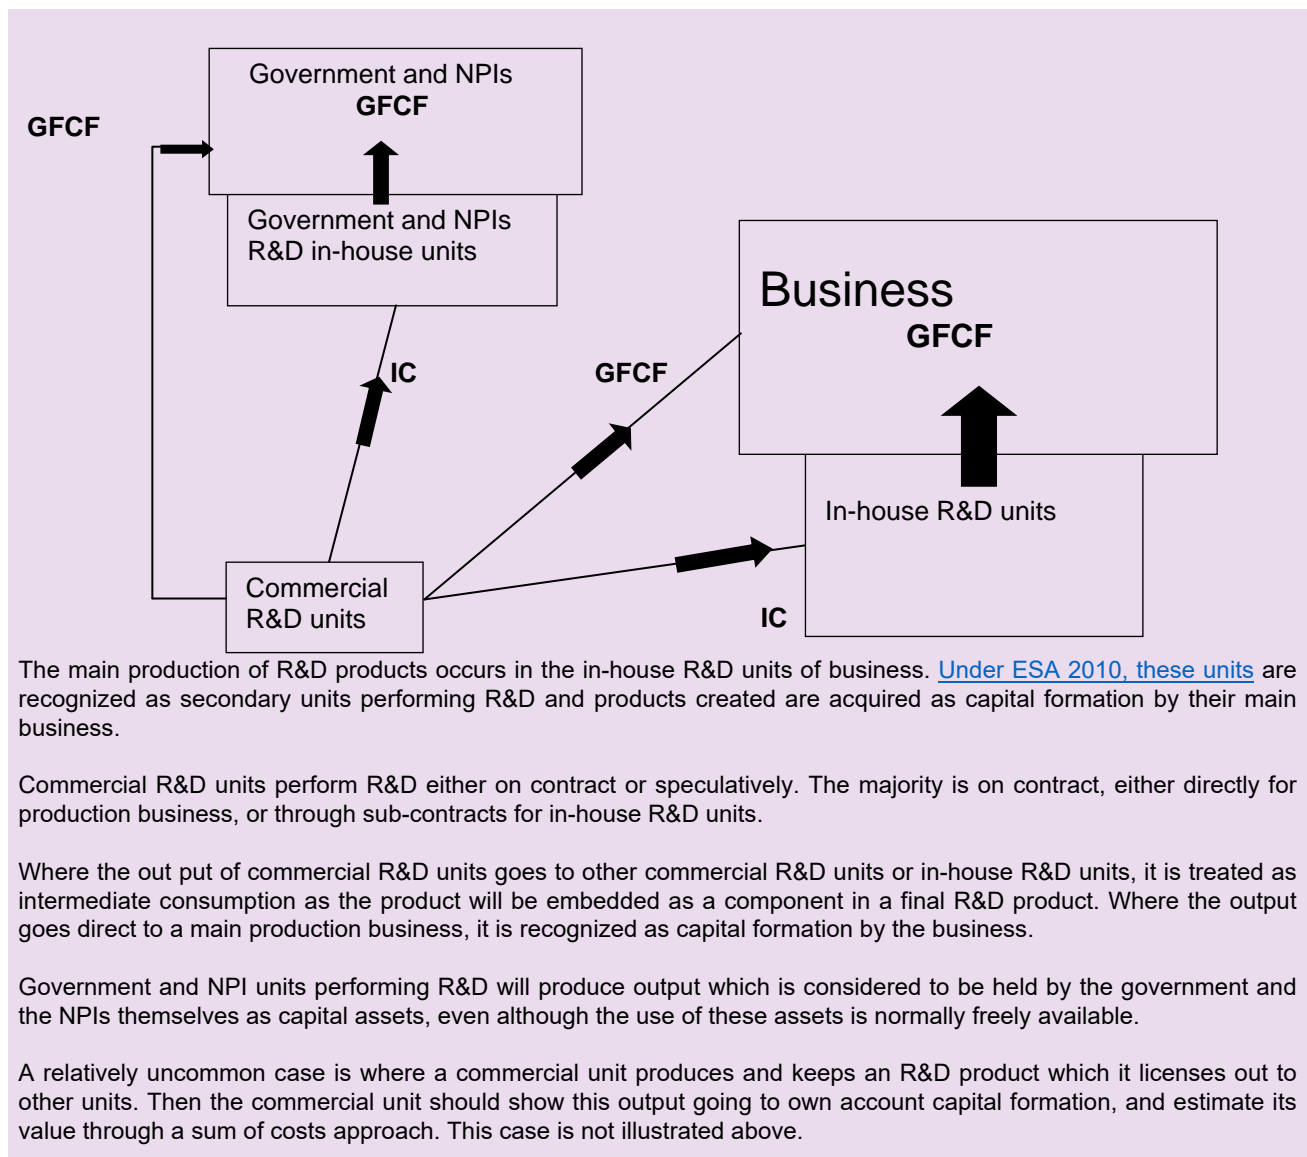 Government and NPIs
GFCF
GFCF
Government and NPIs
R&D in-house units
Business
GFCF
IC
GFCF
In-house R&D units
Commercial
R&D units
IC
The main production of R&D products occurs in the in-house R&D units of business. Under ESA 2010, these units are
recognized as secondary units performing R&D and products created are acquired as capital formation by their main
business.
Commercial R&D units perform R&D either on contract or speculatively. The majority is on contract, either directly for
production business, or through sub-contracts for in-house R&D units.
Where the out put of commercial R&D units goes to other commercial R&D units or in-house R&D units, it is treated as
intermediate consumption as the product will be embedded as a component in a final R&D product. Where the output
goes direct to a main production business, it is recognized as capital formation by the business.
Government and NPI units performing R&D will produce output which is considered to be held by the government and
the NPIs themselves as capital assets, even although the use of these assets is normally freely available.
A relatively uncommon case is where a commercial unit produces and keeps an R&D product which it licenses out to
other units. Then the commercial unit should show this output going to own account capital formation, and estimate its
value through a sum of costs approach. This case is not illustrated above.